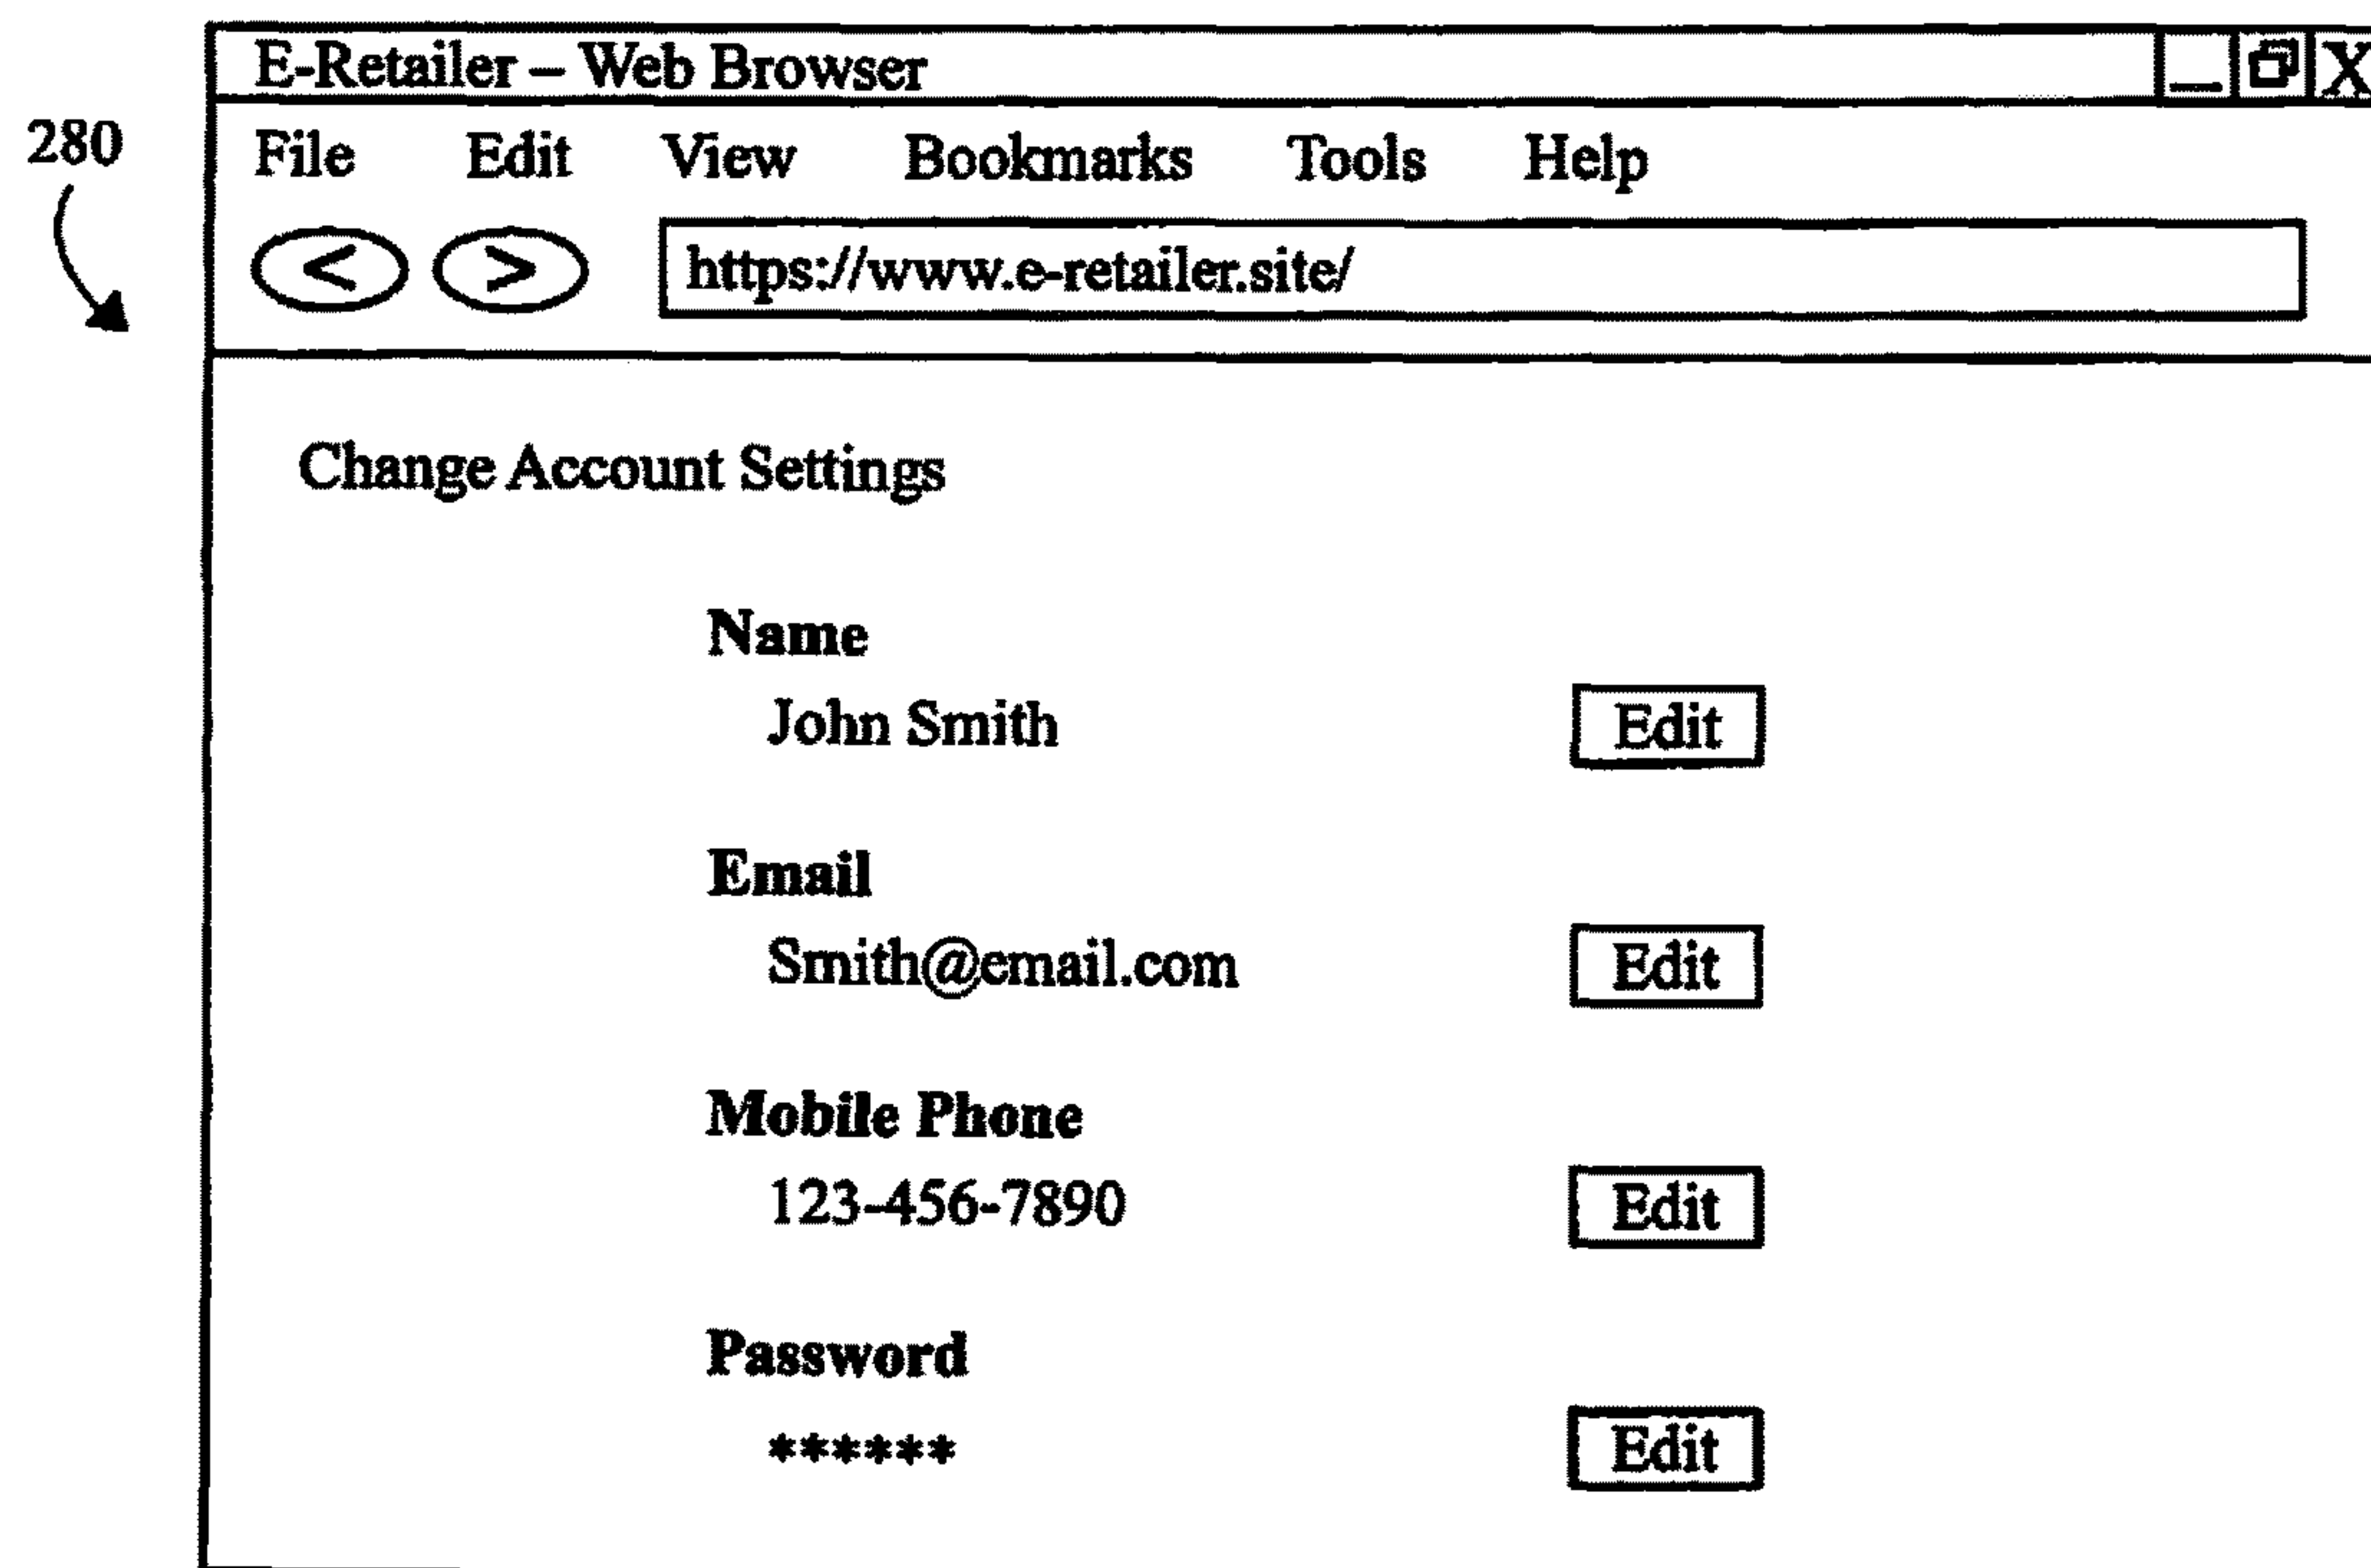 E-Retailer – Web Browser
_ X
280
File Edit View Bookmarks Tools Help
< > https://www.e-retailer.site/
Change Account Settings
Name
John Smith Edit
Email
Smith@email.com Edit
Mobile Phone
123-456-7890 Edit
Password
****** Edit